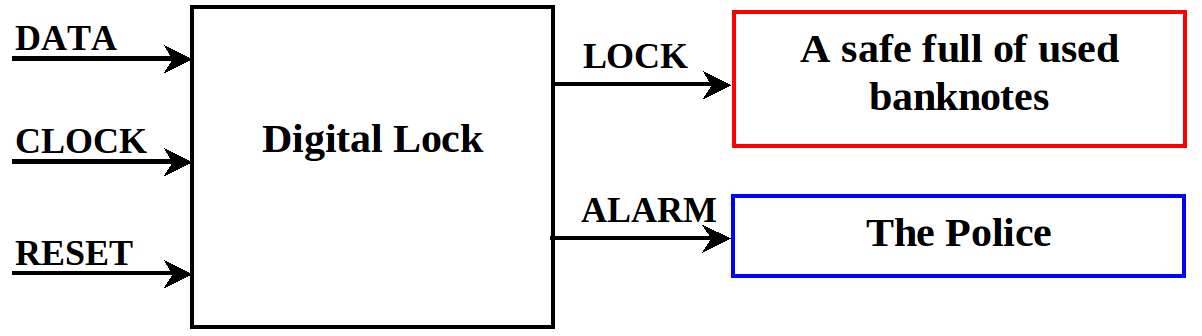 DATA
CLOCK
RESET
Digital Lock
LOCK
ALARM
A safe full of used
banknotes
The Police